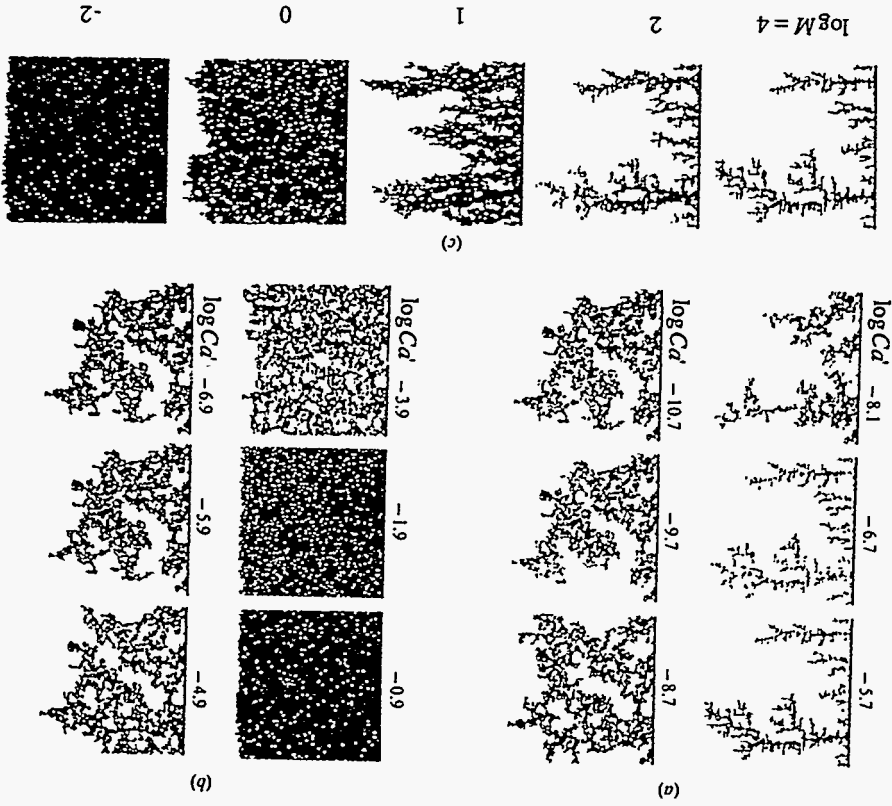 (a)
log Ca' −10.7 −9.7 −8.7
log Ca' −8.1 −6.7 −5.7
(b)
log Ca' −6.9 −5.9 −4.9
log Ca' −3.9 −1.9 −0.9
(c)
log M = 4 2 1 0 -2